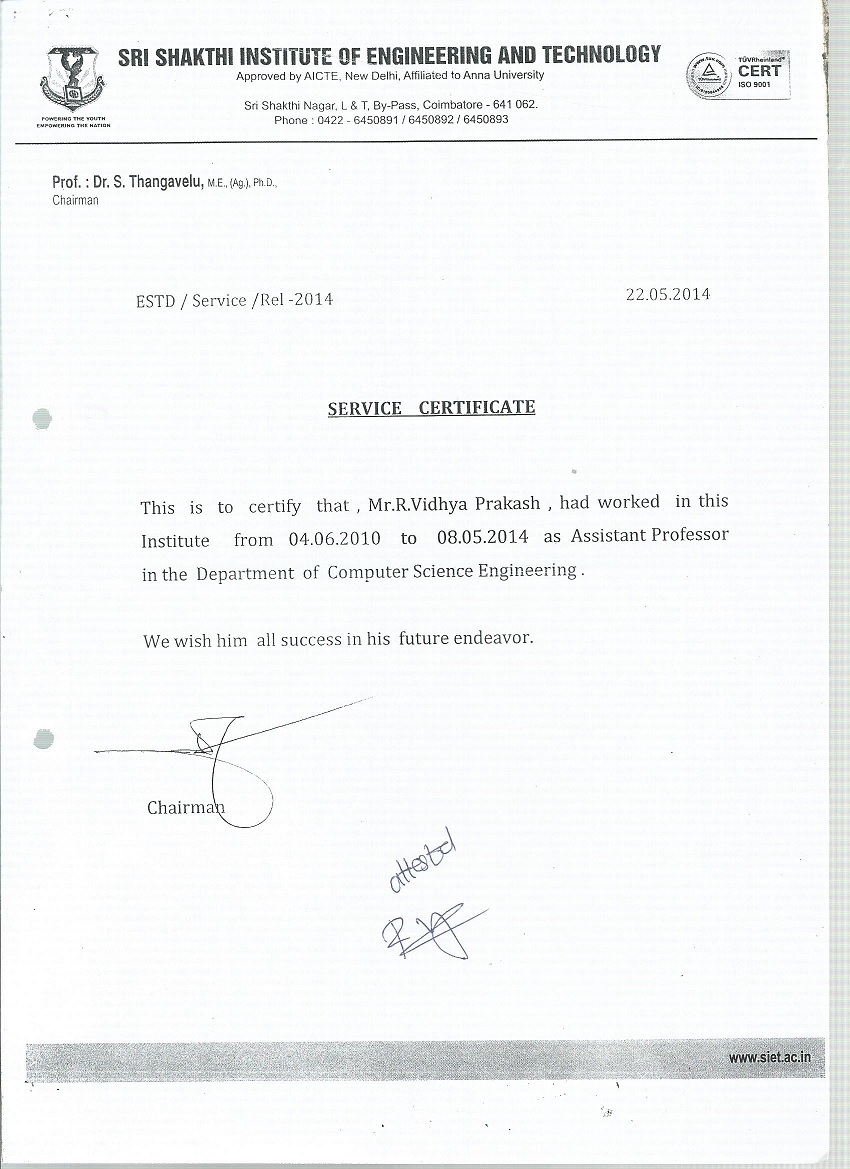 SRI SHAKTHI INSTITUTE OF ENGINEERING AND TECHNOLOGY
Approved by AICTE, New Delhi, Affiliated to Anna University
Sri Shakthi Nagar, L & T, By-Pass, Coimbatore - 641 062.
Phone : 0422 - 6450891 / 6450892 / 6450893
POWERING THE YOUTH
EMPOWERING THE NATION
TÜVRheinland
CERT
ISO 9001
Prof. : Dr. S. Thangavelu, M.E., (Ag.), Ph.D.,
Chairman
ESTD / Service /Rel -2014 22.05.2014
SERVICE CERTIFICATE
This is to certify that , Mr.R.Vidhya Prakash , had worked in this
Institute from 04.06.2010 to 08.05.2014 as Assistant Professor
in the Department of Computer Science Engineering .
We wish him all success in his future endeavor.
Chairman
attested
www.siet.ac.in